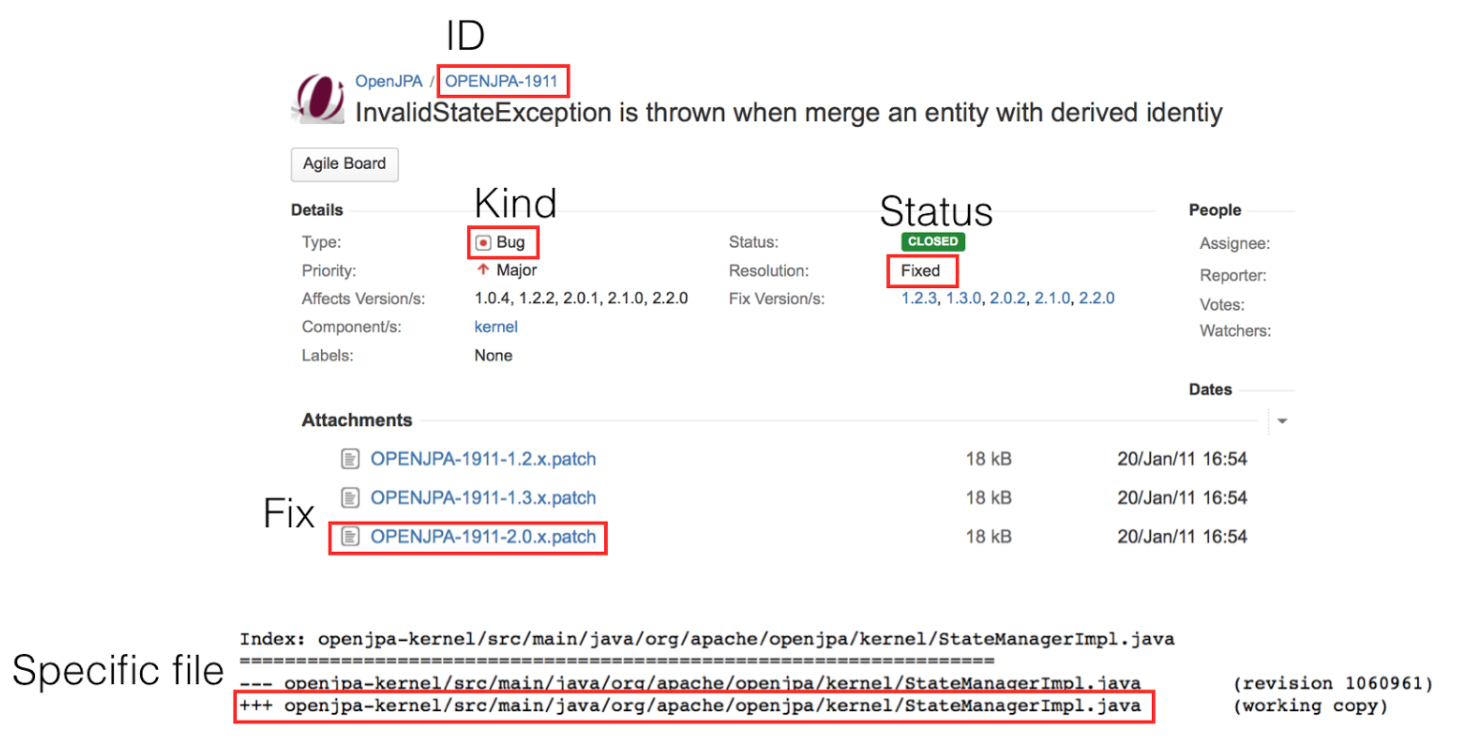 ID
OpenJPA / OPENJPA-1911
InvalidStateException is thrown when merge an entity with derived identiy
Agile Board
Details
Kind
Status
People
Type: Bug Status: CLOSED Assignee:
Priority: Major Resolution: Fixed Reporter:
Affects Version/s: 1.0.4, 1.2.2, 2.0.1, 2.1.0, 2.2.0 Fix Version/s: 1.2.3, 1.3.0, 2.0.2, 2.1.0, 2.2.0 Votes:
Component/s: kernel Watchers:
Labels: None
Dates
Attachments
OPENJPA-1911-1.2.x.patch 18 kB 20/Jan/11 16:54
OPENJPA-1911-1.3.x.patch 18 kB 20/Jan/11 16:54
Fix
OPENJPA-1911-2.0.x.patch 18 kB 20/Jan/11 16:54
Index: openjpa-kernel/src/main/java/org/apache/openjpa/kernel/StateManagerImpl.java
===================================================================
Specific file
--- openjpa-kernel/src/main/java/org/apache/openjpa/kernel/StateManagerImpl.java (revision 1060961)
+++ openjpa-kernel/src/main/java/org/apache/openjpa/kernel/StateManagerImpl.java (working copy)